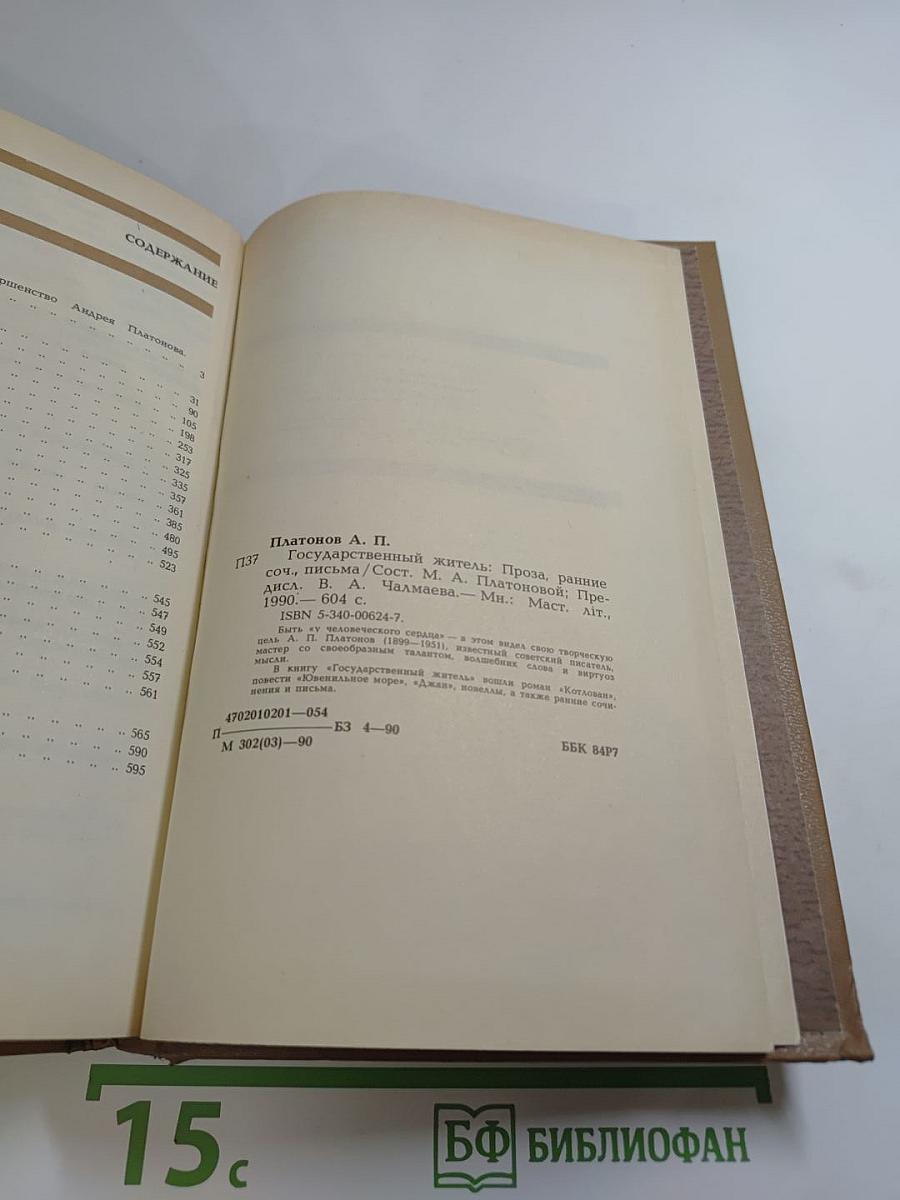 СОДЕРЖАНИЕ
ршенство Андрея Платонова.
3
31
90
105
198
253
317
325
335
357
361
385
480
495
523
545
547
549
552
554
557
561
565
590
595
Платонов А. П.
П37 Государственный житель: Проза, ранние
соч., письма/Сост. М. А. Платоновой; Пре-
дисл. В. А. Чалмаева.— Мн.: Маст. літ.,
1990.— 604 с.
ISBN 5-340-00624-7.
Быть «у человеческого сердца» — в этом видел свою творческую
цель А. П. Платонов (1899—1951), известный советский писатель,
мастер со своеобразным талантом, волшебник слова и виртуоз
мысли.
В книгу «Государственный житель» вошли роман «Котлован»,
повести «Ювенильное море», «Джан», новеллы, а также ранние сочи-
нения и письма.
4702010201—054
П БЗ 4—90
М 302(03)—90
ББК 84Р7
15 с
БФ БИБЛИОФАН